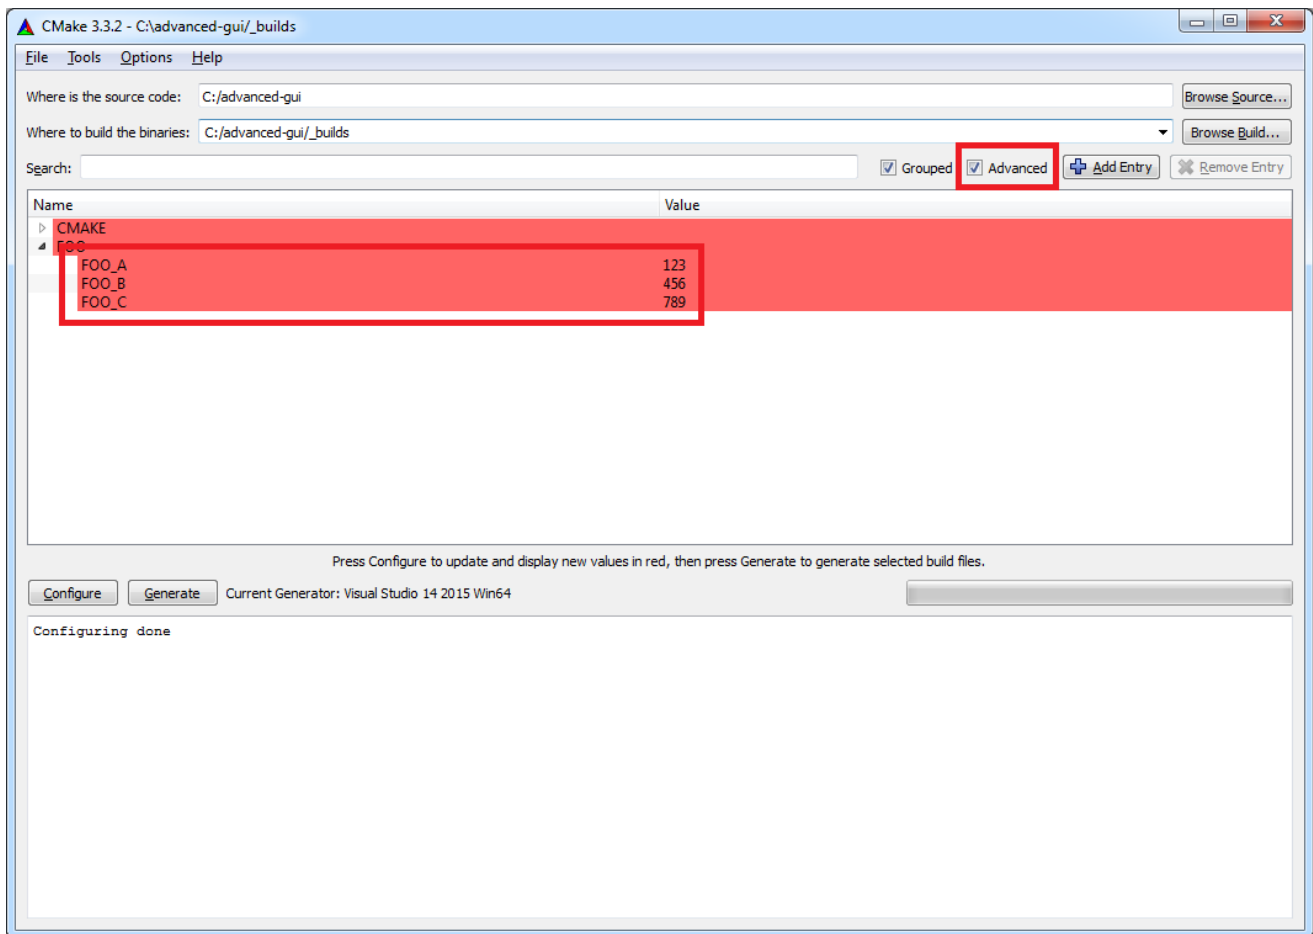 CMake 3.3.2 - C:\advanced-gui/_builds
File Tools Options Help
Where is the source code: C:/advanced-gui Browse Source...
Where to build the binaries: C:/advanced-gui/_builds Browse Build...
Search: Grouped Advanced Add Entry Remove Entry
Name Value
CMAKE
FOO
FOO_A 123
FOO_B 456
FOO_C 789
Press Configure to update and display new values in red, then press Generate to generate selected build files.
Configure Generate Current Generator: Visual Studio 14 2015 Win64
Configuring done